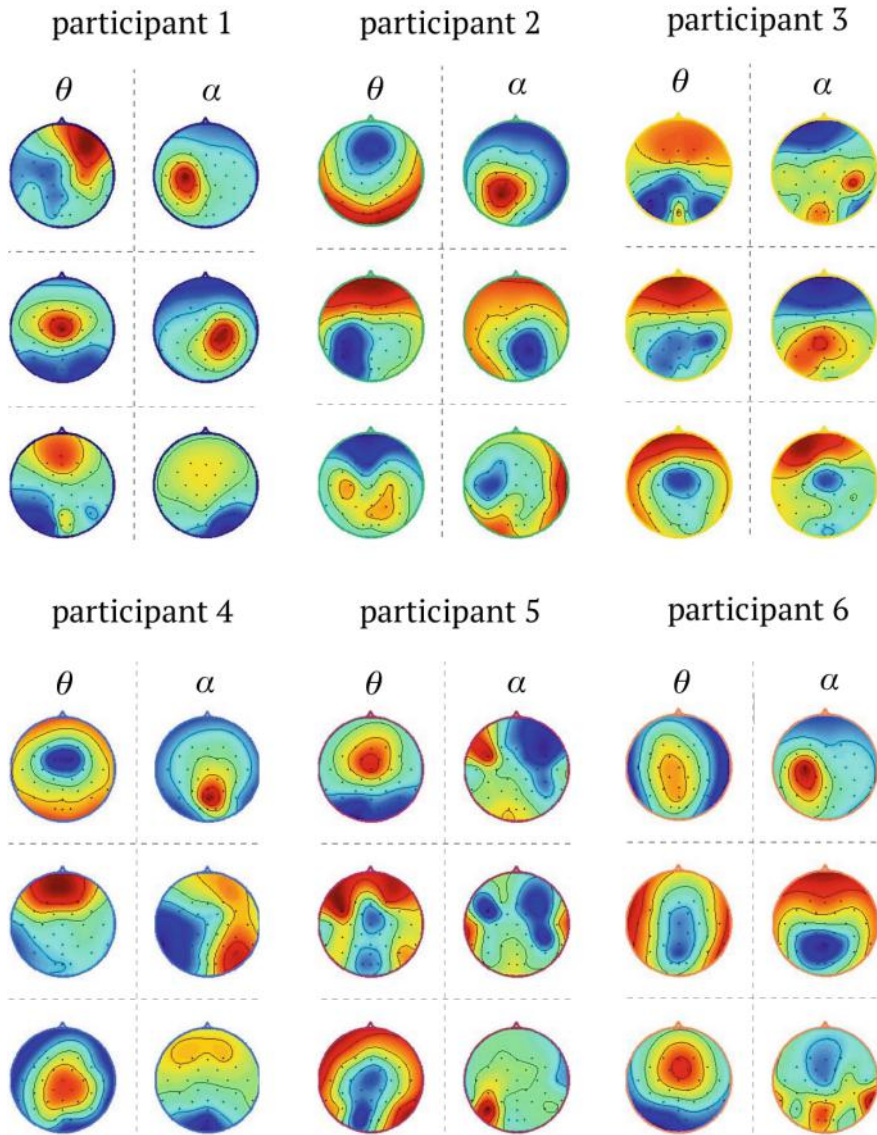 participant 1 participant 2 participant 3
θ α θ α θ α
participant 4 participant 5 participant 6
θ α θ α θ α